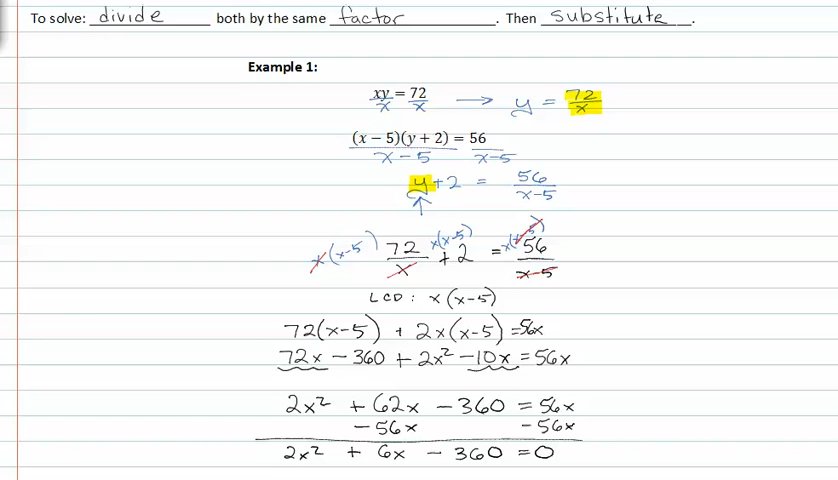 To solve: divide both by the same factor. Then substitute.
Example 1:
xy/x = 72/x → y = 72/x
(x − 5)(y + 2)/x−5 = 56/x−5
y + 2 = 56/x−5
x(x−5) 72/x + x(x−5) 2 = x(x−5) 56/x−5
LCD: x(x−5)
72(x−5) + 2x(x−5) = 56x
72x − 360 + 2x² − 10x = 56x
2x² + 62x − 360 = 56x
− 56x − 56x
2x² + 6x − 360 = 0